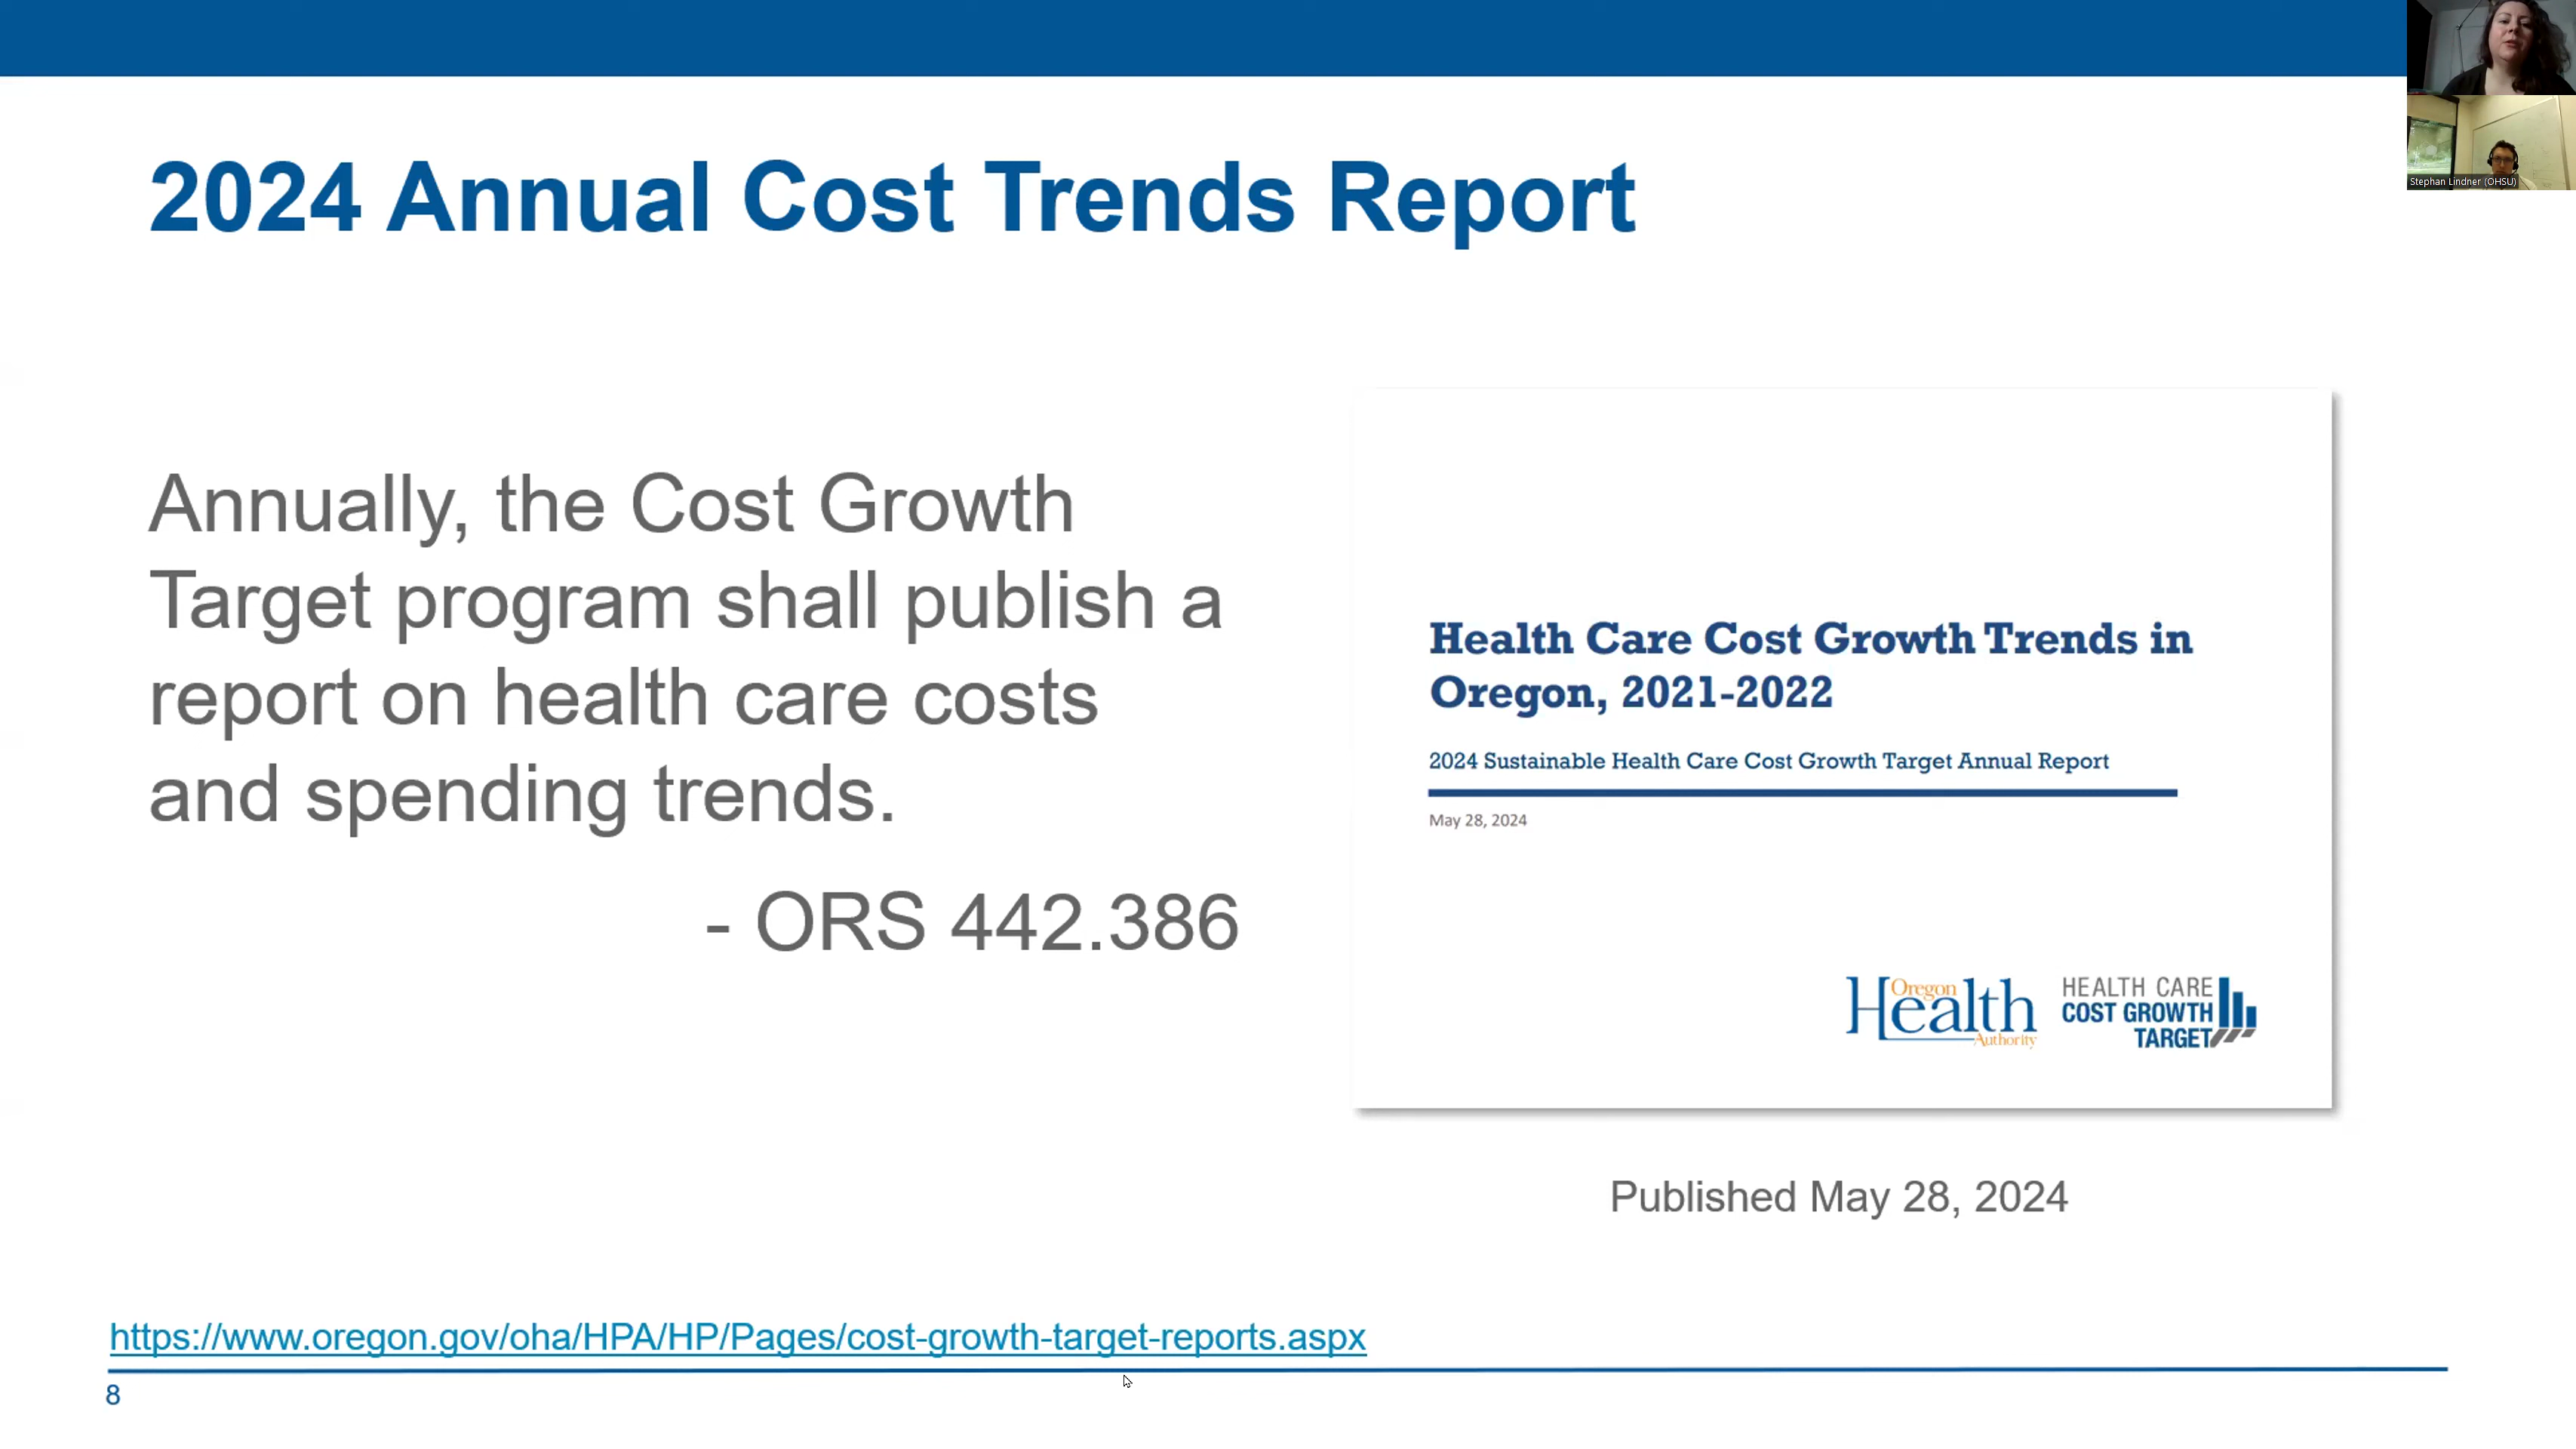 2024 Annual Cost Trends Report
Stephan Lindner (OHSU)
Annually, the Cost Growth
Target program shall publish a
report on health care costs
and spending trends.
- ORS 442.386
Health Care Cost Growth Trends in
Oregon, 2021-2022
2024 Sustainable Health Care Cost Growth Target Annual Report
May 28, 2024
Oregon
Health
Authority
HEALTH CARE
COST GROWTH
TARGET
Published May 28, 2024
https://www.oregon.gov/oha/HPA/HP/Pages/cost-growth-target-reports.aspx
8